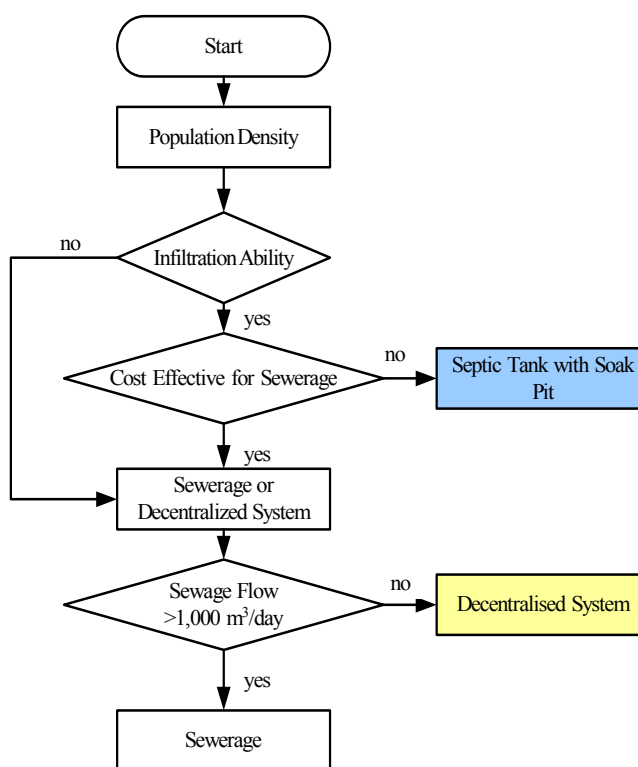 Start
Population Density
no
Infiltration Ability
yes
Cost Effective for Sewerage
no
Septic Tank with Soak
Pit
yes
Sewerage or
Decentralized System
Sewage Flow
>1,000 m³/day
no
Decentralised System
yes
Sewerage